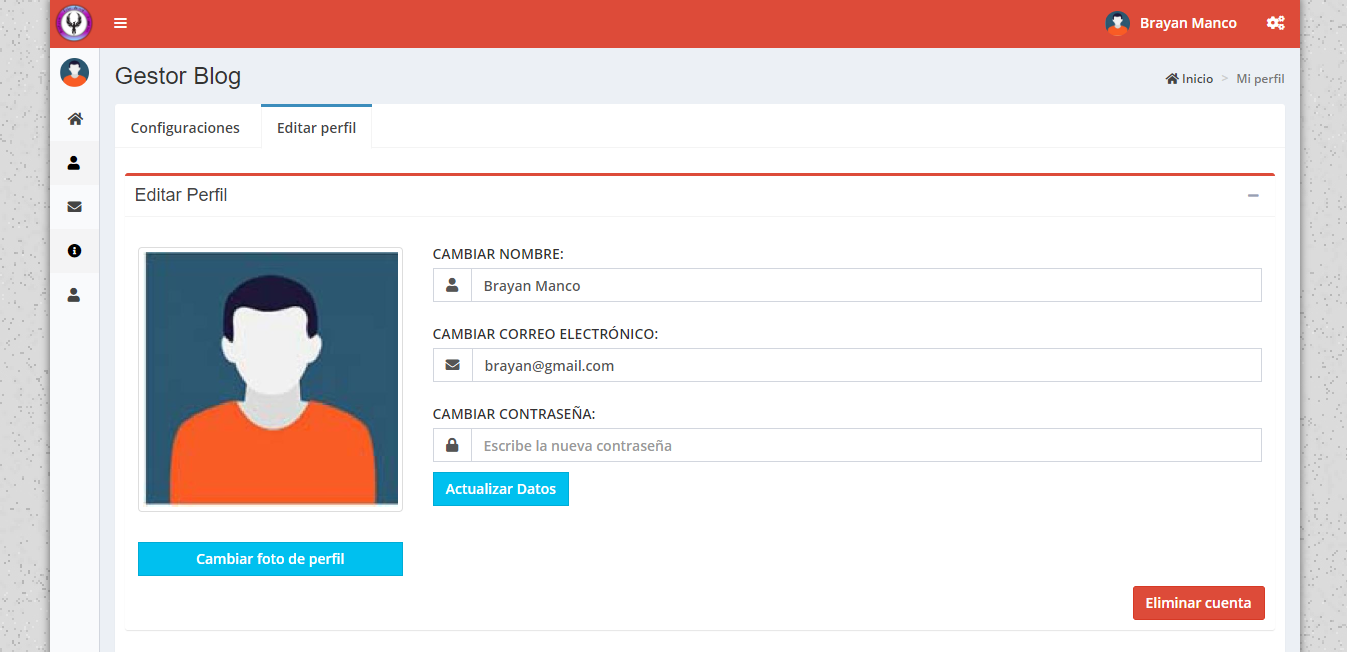 Brayan Manco
Gestor Blog
Inicio > Mi perfil
Configuraciones
Editar perfil
Editar Perfil
CAMBIAR NOMBRE:
Brayan Manco
CAMBIAR CORREO ELECTRÓNICO:
brayan@gmail.com
CAMBIAR CONTRASEÑA:
Escribe la nueva contraseña
Actualizar Datos
Cambiar foto de perfil
Eliminar cuenta